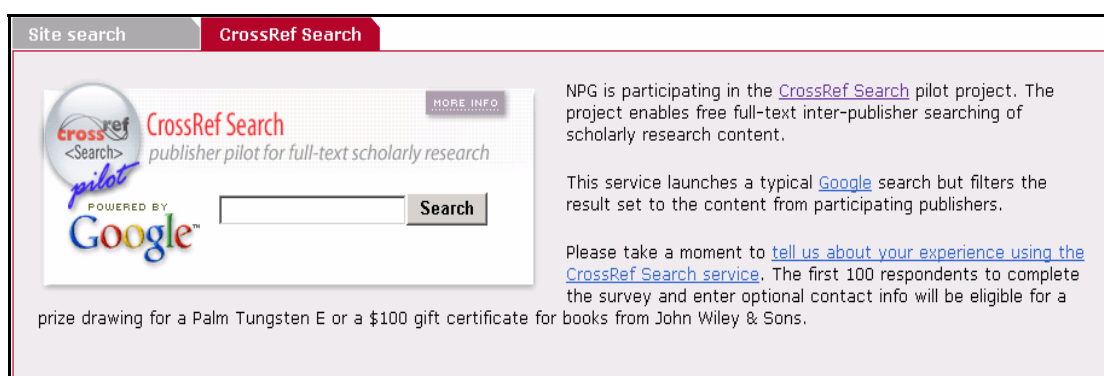 Site search
CrossRef Search
MORE INFO
crossref
<Search>
pilot
CrossRef Search
publisher pilot for full-text scholarly research
POWERED BY
Google™
Search
NPG is participating in the CrossRef Search pilot project. The
project enables free full-text inter-publisher searching of
scholarly research content.
This service launches a typical Google search but filters the
result set to the content from participating publishers.
Please take a moment to tell us about your experience using the
CrossRef Search service. The first 100 respondents to complete
the survey and enter optional contact info will be eligible for a
prize drawing for a Palm Tungsten E or a $100 gift certificate for books from John Wiley & Sons.